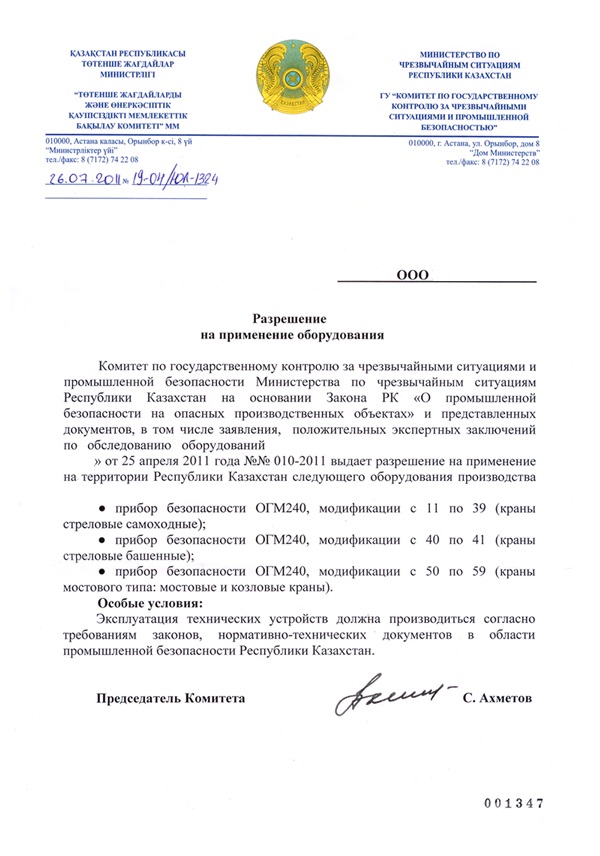 ҚАЗАҚСТАН РЕСПУБЛИКАСЫ
ТӨТЕНШЕ ЖАҒДАЙЛАР
МИНИСТРЛІГІ
“ТӨТЕНШЕ ЖАҒДАЙЛАРДЫ
ЖӘНЕ ӨНЕРКӘСІПТІК
ҚАУІПСІЗДІКТІ МЕМЛЕКЕТТІК
БАҚЫЛАУ КОМИТЕТІ” ММ
010000, Астана қаласы, Орынбор к-сі, 8 үй
“Министрліктер үйі”
тел./факс: 8 (7172) 74 22 08
26.07.2011 № 19-04/ЮЛ-1324
ҚАЗАҚСТАН
МИНИСТЕРСТВО ПО
ЧРЕЗВЫЧАЙНЫМ СИТУАЦИЯМ
РЕСПУБЛИКИ КАЗАХСТАН
ГУ “КОМИТЕТ ПО ГОСУДАРСТВЕННОМУ
КОНТРОЛЮ ЗА ЧРЕЗВЫЧАЙНЫМИ
СИТУАЦИЯМИ И ПРОМЫШЛЕННОЙ
БЕЗОПАСНОСТЬЮ”
010000, г. Астана, ул. Орынбор, дом 8
“Дом Министерств”
тел./факс: 8 (7172) 74 22 08
ООО
Разрешение
на применение оборудования
Комитет по государственному контролю за чрезвычайными ситуациями и
промышленной безопасности Министерства по чрезвычайным ситуациям
Республики Казахстан на основании Закона РК «О промышленной
безопасности на опасных производственных объектах» и представленных
документов, в том числе заявления, положительных экспертных заключений
по обследованию оборудований
» от 25 апреля 2011 года №№ 010-2011 выдает разрешение на применение
на территории Республики Казахстан следующего оборудования производства
● прибор безопасности ОГМ240, модификации с 11 по 39 (краны
стреловые самоходные);
● прибор безопасности ОГМ240, модификации с 40 по 41 (краны
стреловые башенные);
● прибор безопасности ОГМ240, модификации с 50 по 59 (краны
мостового типа: мостовые и козловые краны).
Особые условия:
Эксплуатация технических устройств должна производиться согласно
требованиям законов, нормативно-технических документов в области
промышленной безопасности Республики Казахстан.
Председатель Комитета С. Ахметов
001347